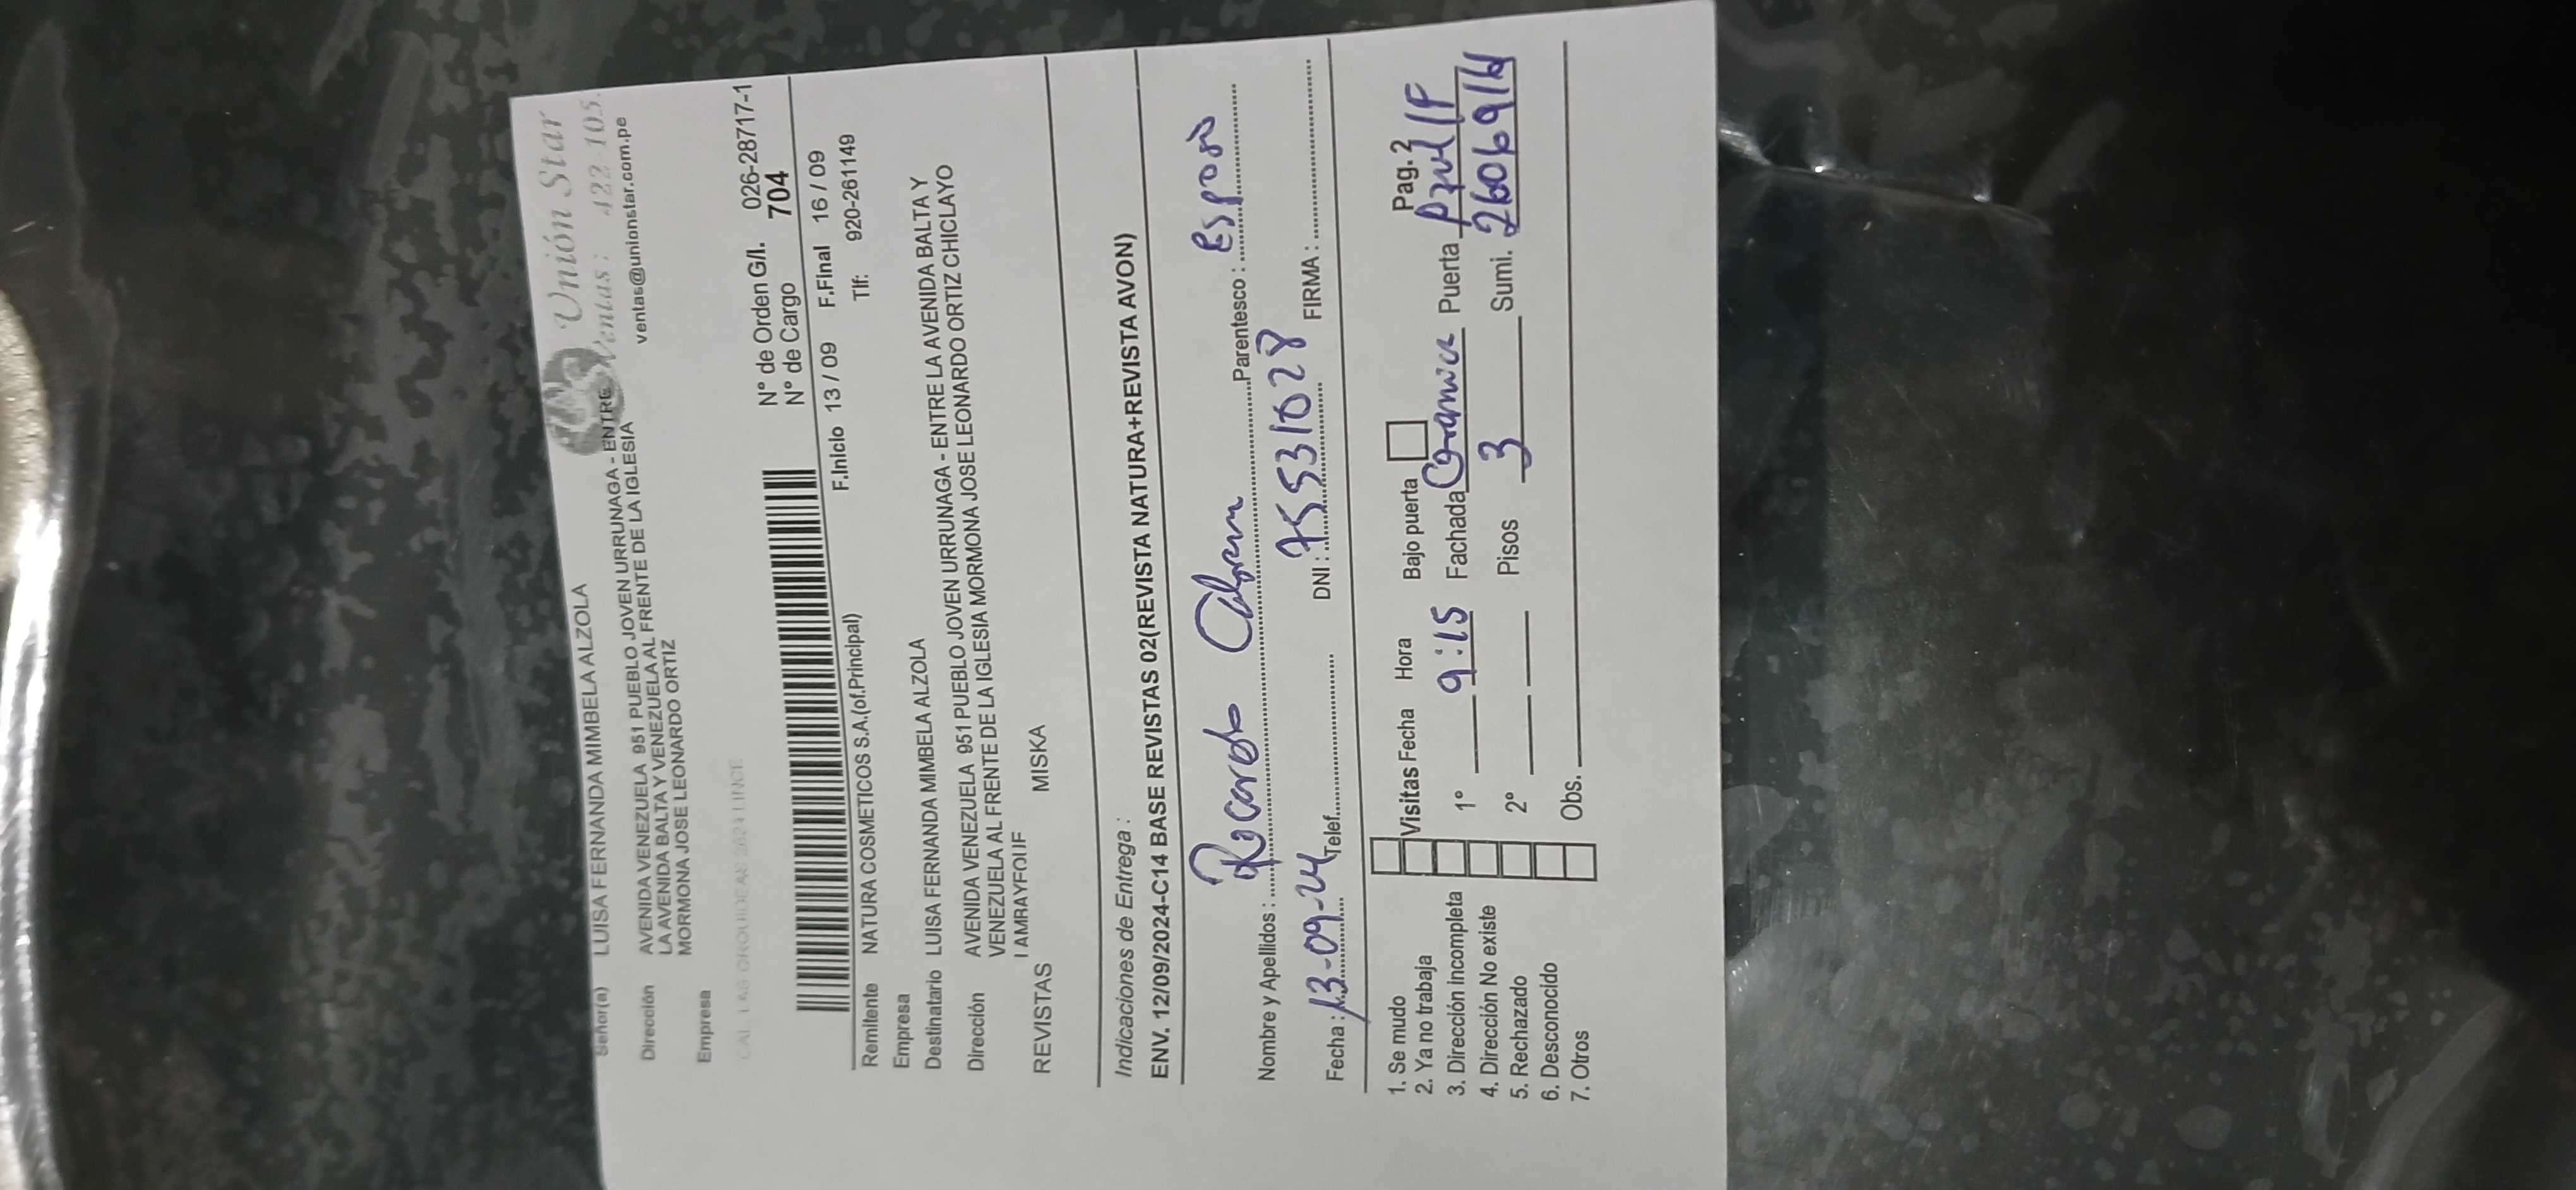 Unión Star
Ventas: 422 105
ventas@unionstar.com.pe
Señor(a) LUISA FERNANDA MIMBELA ALZOLA
Dirección AVENIDA VENEZUELA 951 PUEBLO JOVEN URRUNAGA - ENTRE
LA AVENIDA BALTA Y VENEZUELA AL FRENTE DE LA IGLESIA
MORMONA JOSE LEONARDO ORTIZ
Empresa
N° de Orden G/I. 026-28717-1
N° de Cargo 704
F.Inicio 13 / 09 F.Final 16 / 09
Remitente NATURA COSMETICOS S.A.(of.Principal) Tlf: 920-261149
Empresa
Destinatario LUISA FERNANDA MIMBELA ALZOLA
Dirección AVENIDA VENEZUELA 951 PUEBLO JOVEN URRUNAGA - ENTRE LA AVENIDA BALTA Y
VENEZUELA AL FRENTE DE LA IGLESIA MORMONA JOSE LEONARDO ORTIZ CHICLAYO
REVISTAS MISKA
Indicaciones de Entrega :
ENV. 12/09/2024-C14 BASE REVISTAS 02(REVISTA NATURA+REVISTA AVON)
Nombre y Apellidos : Parentesco : Esposo
Fecha : 13-09-24 Telef. DNI : 75531028 FIRMA :
1. Se mudo Visitas Fecha Hora Bajo puerta Pag. 2
2. Ya no trabaja
3. Dirección incompleta 1° 9:15 Fachada Puerta
4. Dirección No existe
5. Rechazado 2° Pisos 3 Sumi.
6. Desconocido
7. Otros Obs.